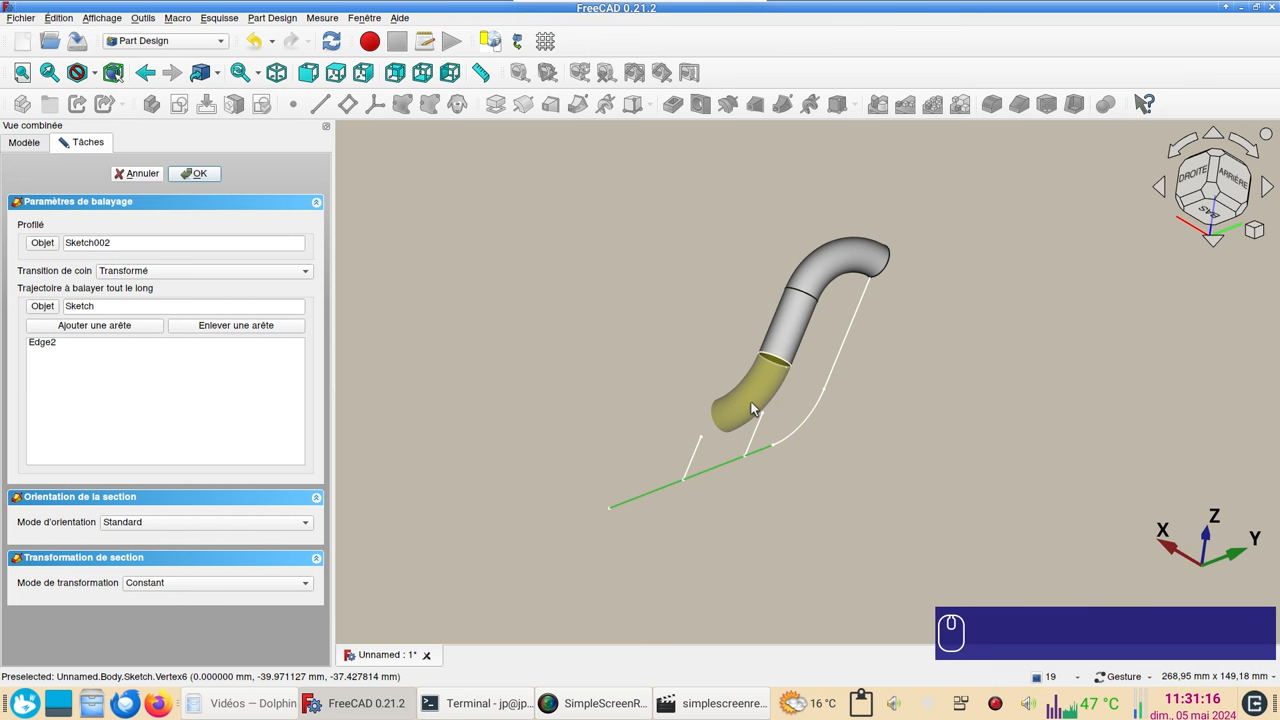 FreeCAD 0.21.2
Fichier Édition Affichage Outils Macro Esquisse Part Design Mesure Fenêtre Aide
Part Design
Vue combinée
Modèle Tâches
Annuler OK
Paramètres de balayage
Profilé
Objet Sketch002
Transition de coin Transformé
Trajectoire à balayer tout le long
Objet Sketch
Ajouter une arête Enlever une arête
Edge2
Orientation de la section
Mode d'orientation Standard
Transformation de section
Mode de transformation Constant
DROITE ARRIÈRE
BAS
X Z Y
Unnamed : 1*
Preselected: Unnamed.Body.Sketch.Vertex6 (0.000000 mm, -39.971127 mm, -37.427814 mm)
19 Gesture 268,95 mm x 149,18 mm
Vidéos — Dolphin
FreeCAD 0.21.2
Terminal - jp@jp...
SimpleScreenR...
simplescreenre...
16 °C
47 °C
11:31:16
dim., 05 mai 2024